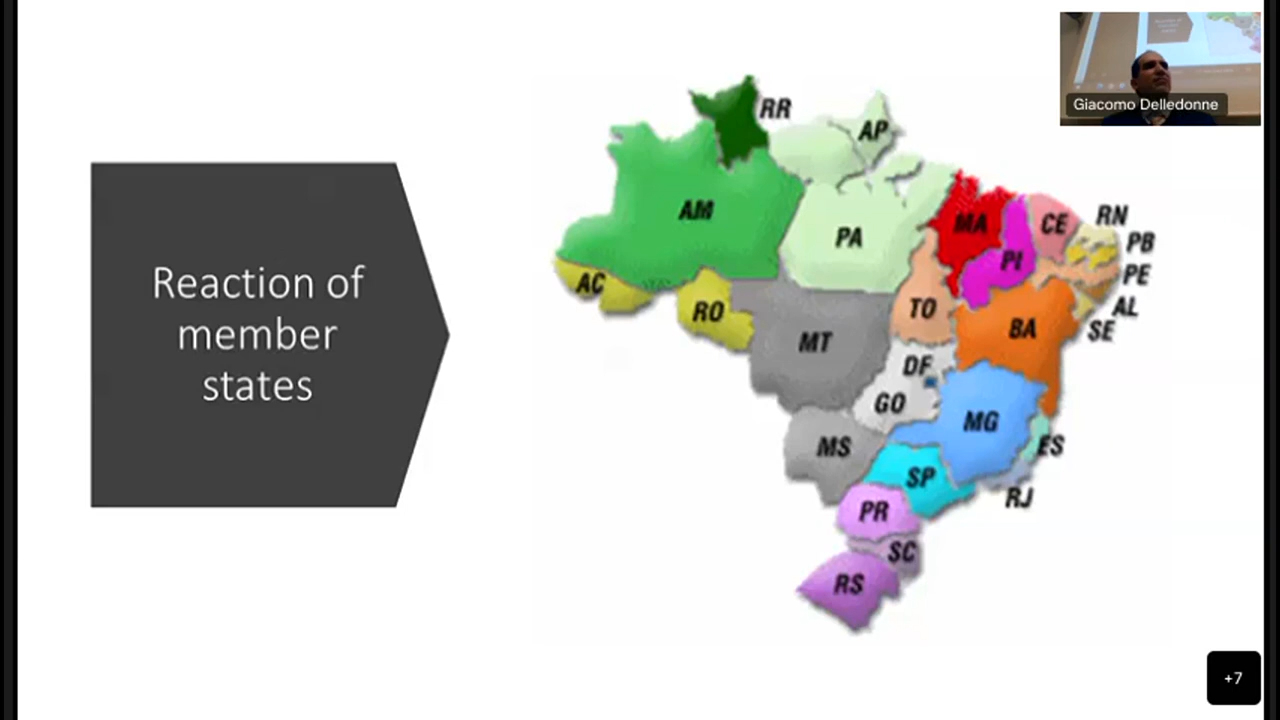 Reaction of
member
states
RR
AP
AM
PA
MA
CE
RN
PB
PI
PE
AC
RO
TO
AL
MT
BA
SE
DF
GO
MG
MS
ES
SP
RJ
PR
SC
RS
Giacomo Delledonne
+7